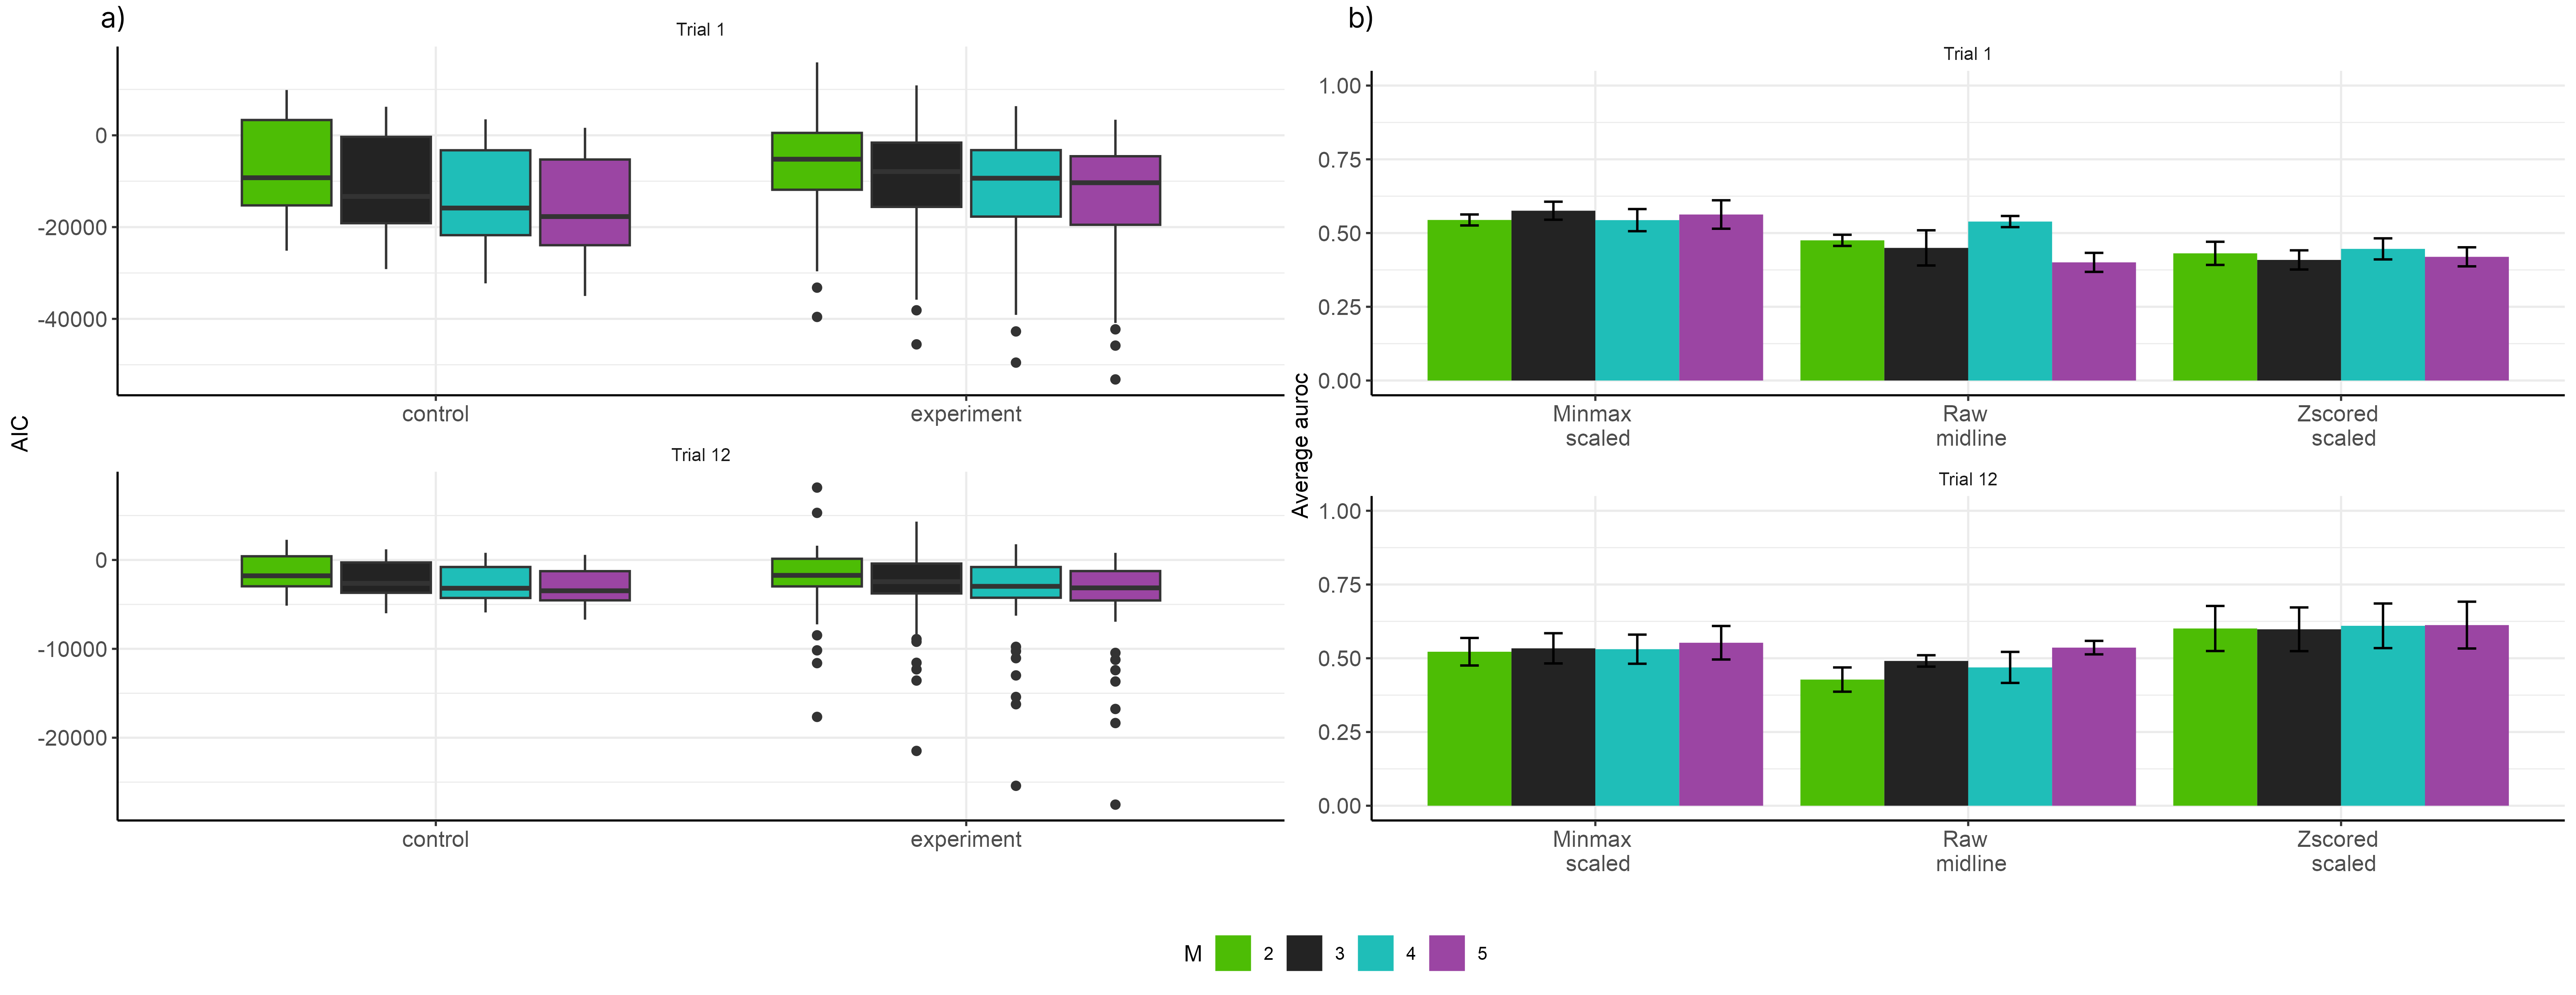 a)
Trial 1
0
-20000
-40000
control
experiment
AIC
Trial 12
0
-10000
-20000
control
experiment
b)
Trial 1
1.00
0.75
0.50
0.25
0.00
Minmax
scaled
Raw
midline
Zscored
scaled
Average auroc
Trial 12
1.00
0.75
0.50
0.25
0.00
Minmax
scaled
Raw
midline
Zscored
scaled
M 2 3 4 5